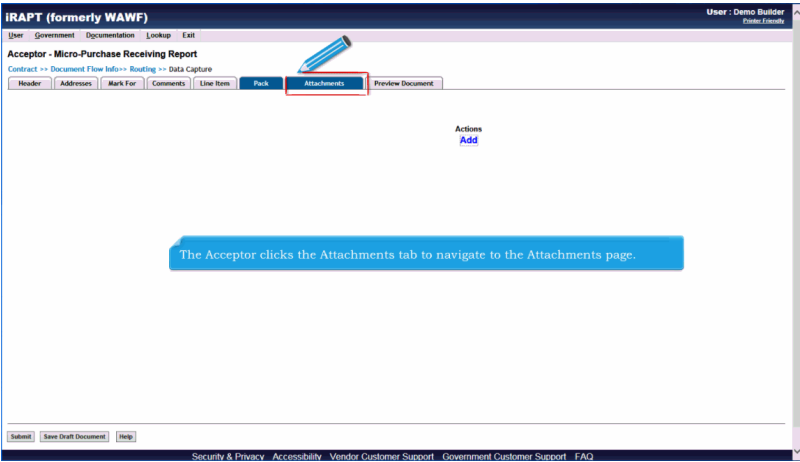 iRAPT (formerly WAWF)
User : Demo Builder
Printer Friendly
User Government Documentation Lookup Exit
Acceptor - Micro-Purchase Receiving Report
Contract >> Document Flow Info>> Routing >> Data Capture
Header Addresses Mark For Comments Line Item Pack Attachments Preview Document
Actions
Add
The Acceptor clicks the Attachments tab to navigate to the Attachments page.
Submit Save Draft Document Help
Security & Privacy Accessibility Vendor Customer Support Government Customer Support FAQ